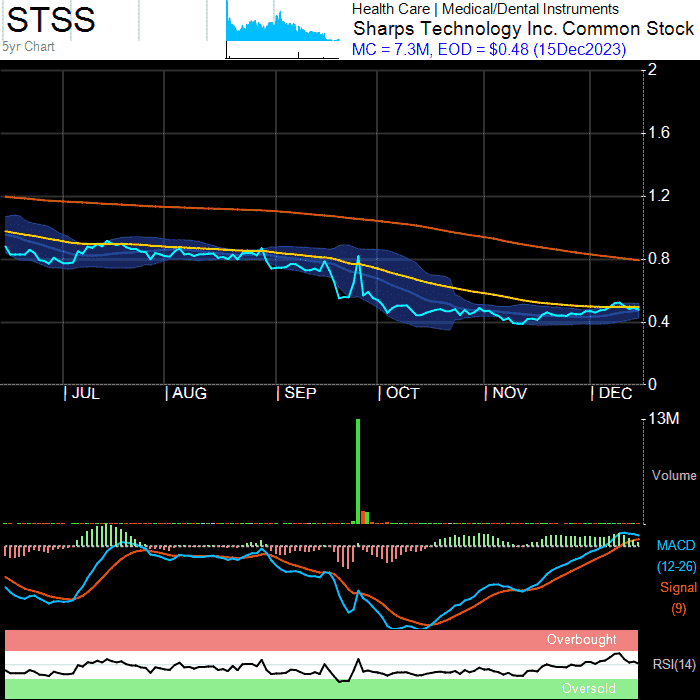 STSS
5yr Chart
Health Care | Medical/Dental Instruments
Sharps Technology Inc. Common Stock
MC = 7.3M, EOD = $0.48 (15Dec2023)
2
1.6
1.2
0.8
0.4
0
| JUL | AUG | SEP | OCT | NOV | DEC
13M
Volume
MACD
(12-26)
Signal
(9)
Overbought
RSI(14)
Oversold